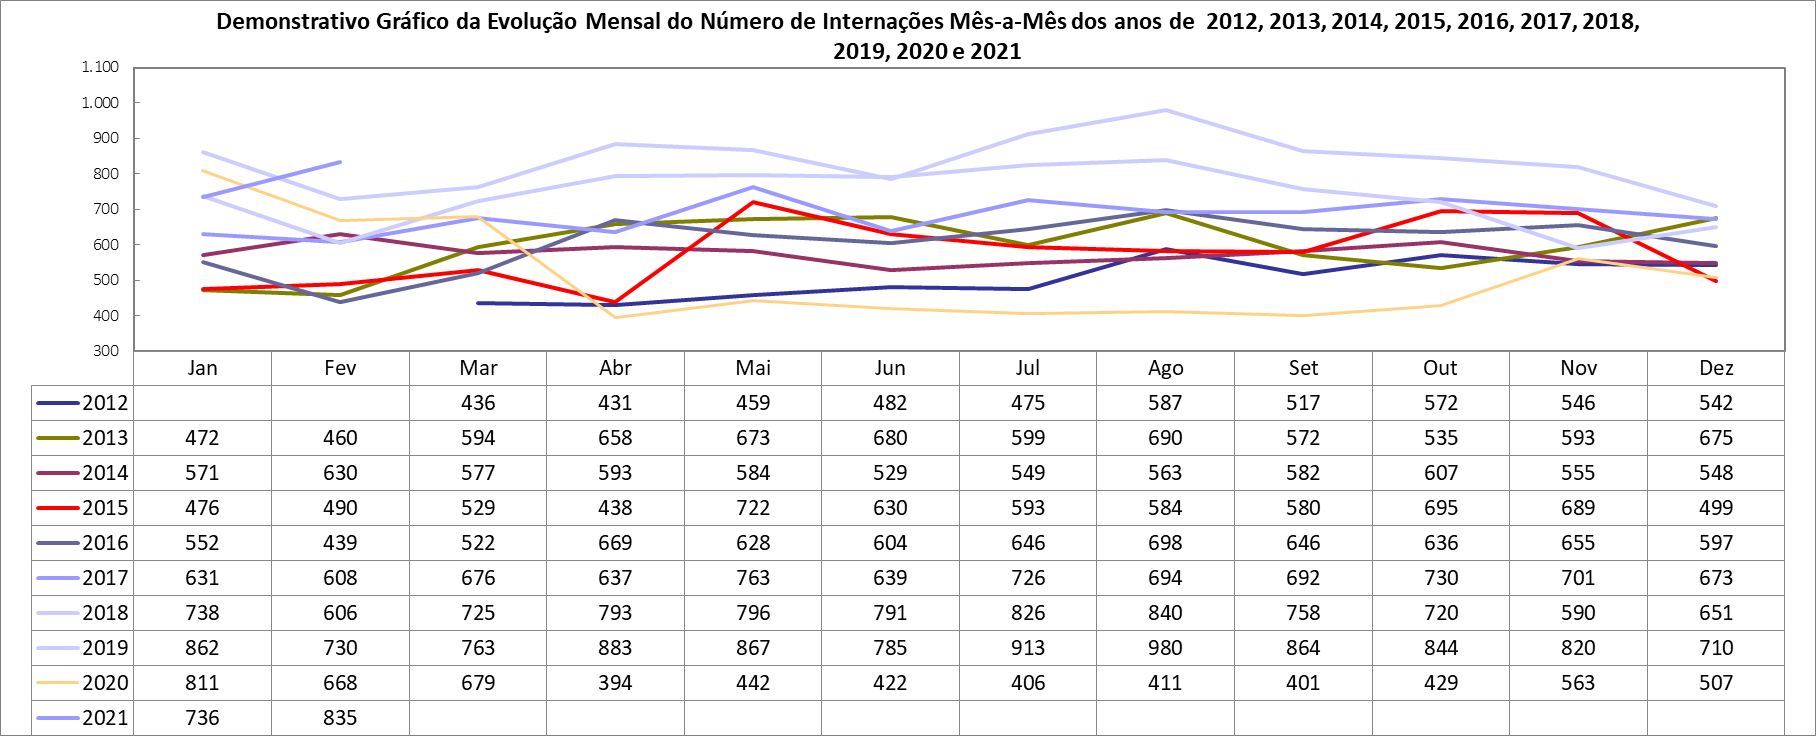 Demonstrativo Gráfico da Evolução Mensal do Número de Internações Mês-a-Mês dos anos de 2012, 2013, 2014, 2015, 2016, 2017, 2018,
2019, 2020 e 2021
1.100
1.000
900
800
700
600
500
400
300
Jan Fev Mar Abr Mai Jun Jul Ago Set Out Nov Dez
2012 436 431 459 482 475 587 517 572 546 542
2013 472 460 594 658 673 680 599 690 572 535 593 675
2014 571 630 577 593 584 529 549 563 582 607 555 548
2015 476 490 529 438 722 630 593 584 580 695 689 499
2016 552 439 522 669 628 604 646 698 646 636 655 597
2017 631 608 676 637 763 639 726 694 692 730 701 673
2018 738 606 725 793 796 791 826 840 758 720 590 651
2019 862 730 763 883 867 785 913 980 864 844 820 710
2020 811 668 679 394 442 422 406 411 401 429 563 507
2021 736 835